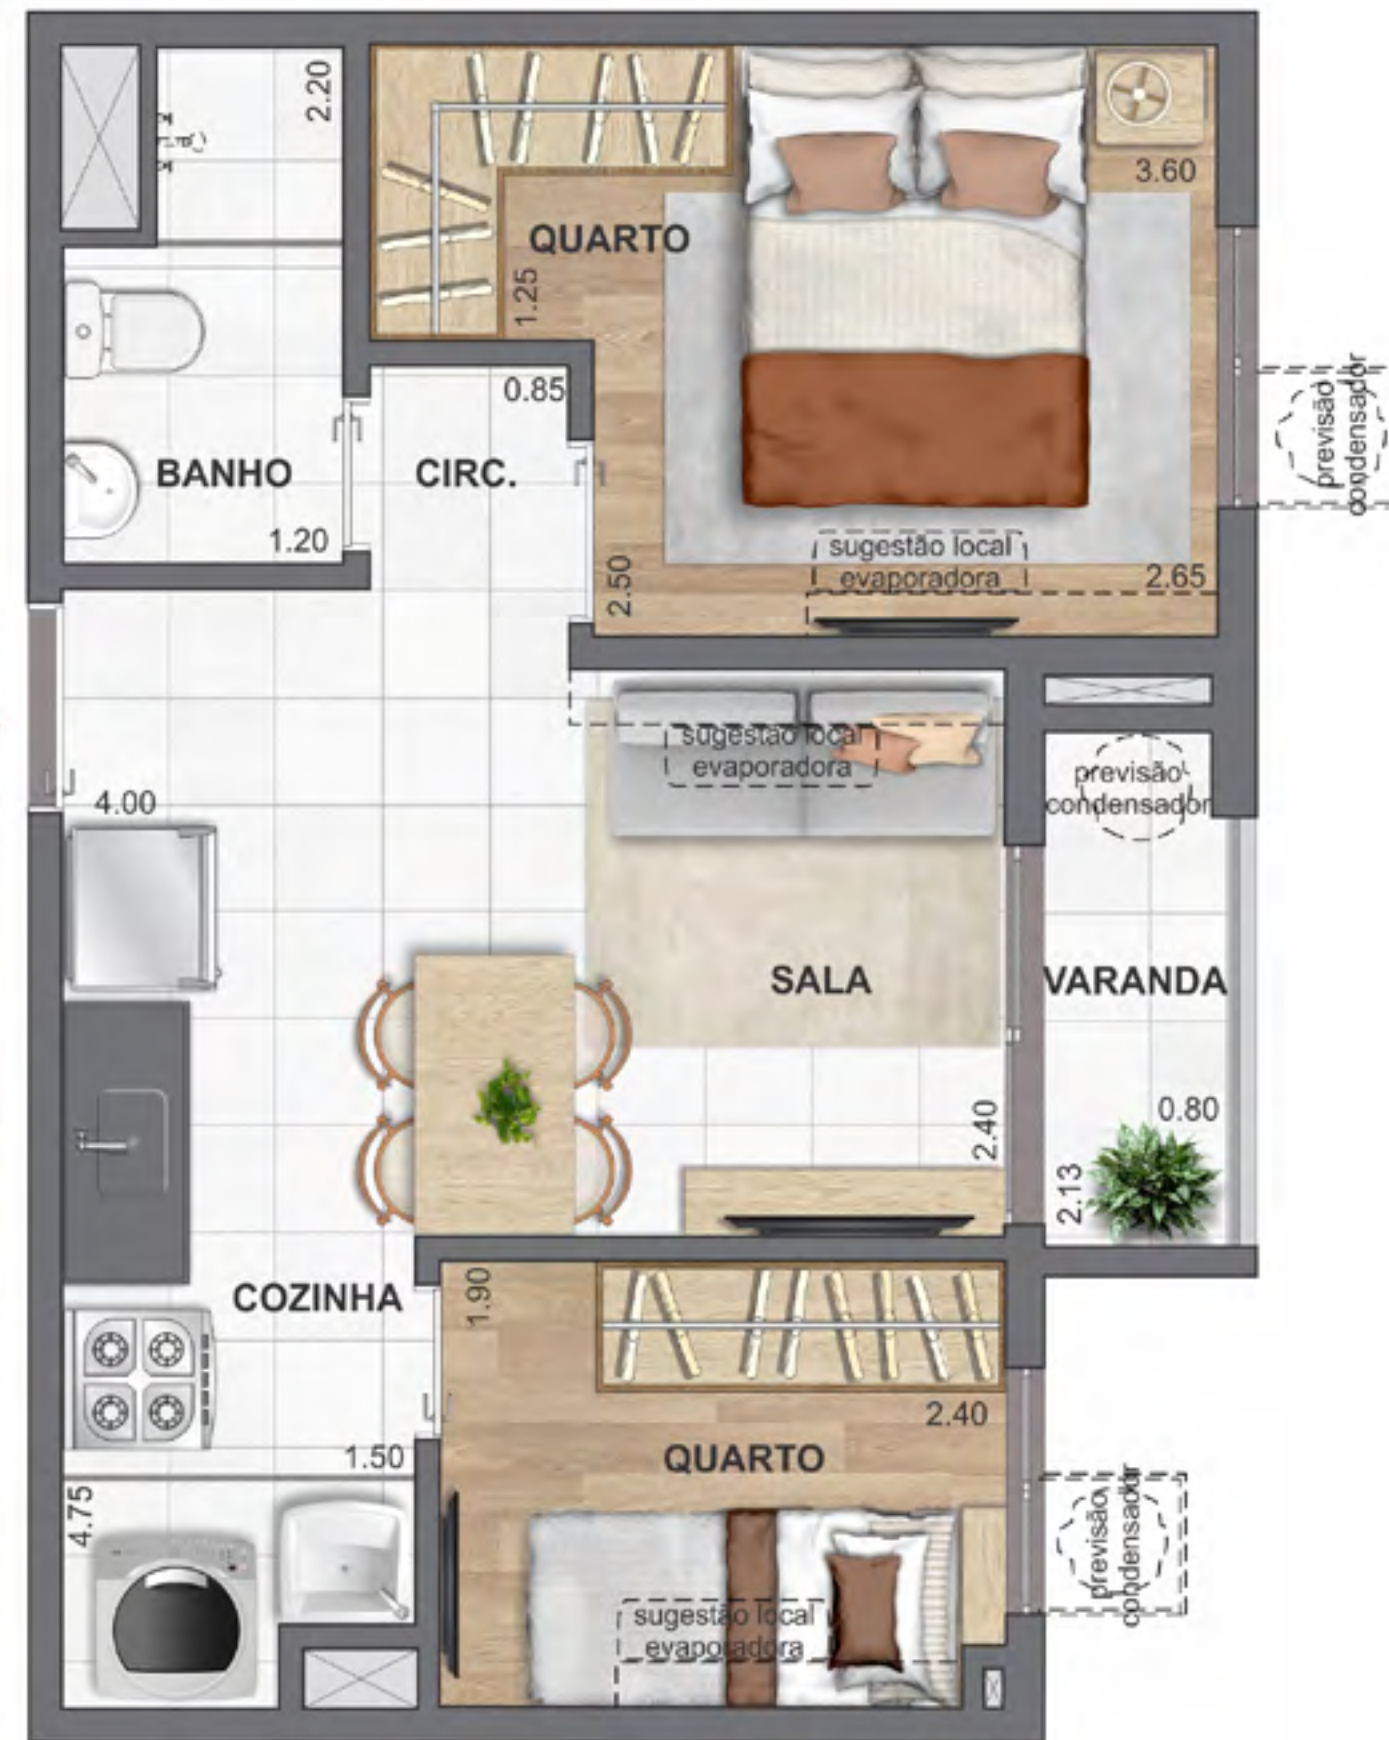 2.20
3.60
QUARTO
1.25
0.85
previsão
condensador
BANHO
CIRC.
1.20
sugestão local
evaporadora
2.50
2.65
sugestão local
evaporadora
previsão
condensador
4.00
SALA
VARANDA
2.40
0.80
2.13
COZINHA
1.90
2.40
QUARTO
1.50
4.75
previsão
condensador
sugestão local
evaporadora